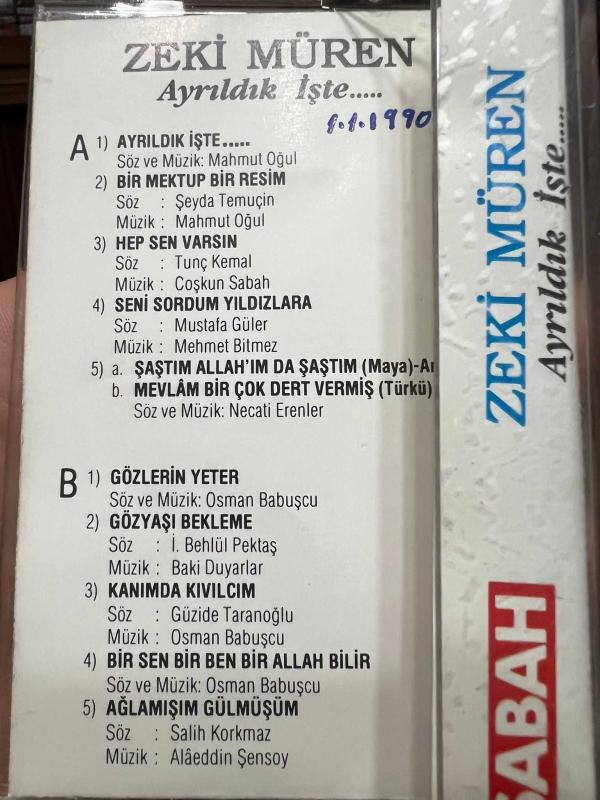 ZEKİ MÜREN
Ayrıldık İşte.....
1.1.1990
A
1) AYRILDIK İŞTE.....
Söz ve Müzik: Mahmut Oğul
2) BİR MEKTUP BİR RESİM
Söz : Şeyda Temuçin
Müzik : Mahmut Oğul
3) HEP SEN VARSIN
Söz : Tunç Kemal
Müzik : Coşkun Sabah
4) SENİ SORDUM YILDIZLARA
Söz : Mustafa Güler
Müzik : Mehmet Bitmez
5) a. ŞAŞTIM ALLAH'IM DA ŞAŞTIM (Maya)
b. MEVLÂM BİR ÇOK DERT VERMİŞ (Türkü)
Söz ve Müzik: Necati Erenler
B
1) GÖZLERİN YETER
Söz ve Müzik: Osman Babuşcu
2) GÖZYAŞI BEKLEME
Söz : İ. Behlül Pektaş
Müzik : Baki Duyarlar
3) KANIMDA KIVILCIM
Söz : Güzide Taranoğlu
Müzik : Osman Babuşcu
4) BİR SEN BİR BEN BİR ALLAH BİLİR
Söz ve Müzik: Osman Babuşcu
5) AĞLAMIŞIM GÜLMÜŞÜM
Söz : Salih Korkmaz
Müzik : Alâeddin Şensoy
ZEKİ MÜREN
Ayrıldık İşte.....
SABAH